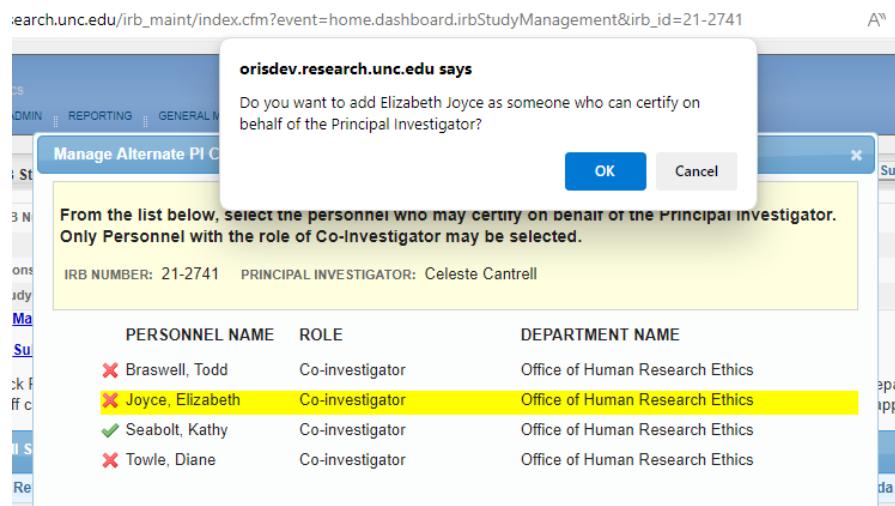 search.unc.edu/irb_maint/index.cfm?event=home.dashboard.irbStudyManagement&irb_id=21-2741
orisdev.research.unc.edu says
Do you want to add Elizabeth Joyce as someone who can certify on
behalf of the Principal Investigator?
OK Cancel
REPORTING GENERAL
Manage Alternate PI
From the list below, select the personnel who may certify on behalf of the Principal Investigator.
Only Personnel with the role of Co-Investigator may be selected.
IRB NUMBER: 21-2741 PRINCIPAL INVESTIGATOR: Celeste Cantrell
PERSONNEL NAME ROLE DEPARTMENT NAME
Braswell, Todd Co-investigator Office of Human Research Ethics
Joyce, Elizabeth Co-investigator Office of Human Research Ethics
Seabolt, Kathy Co-investigator Office of Human Research Ethics
Towle, Diane Co-investigator Office of Human Research Ethics